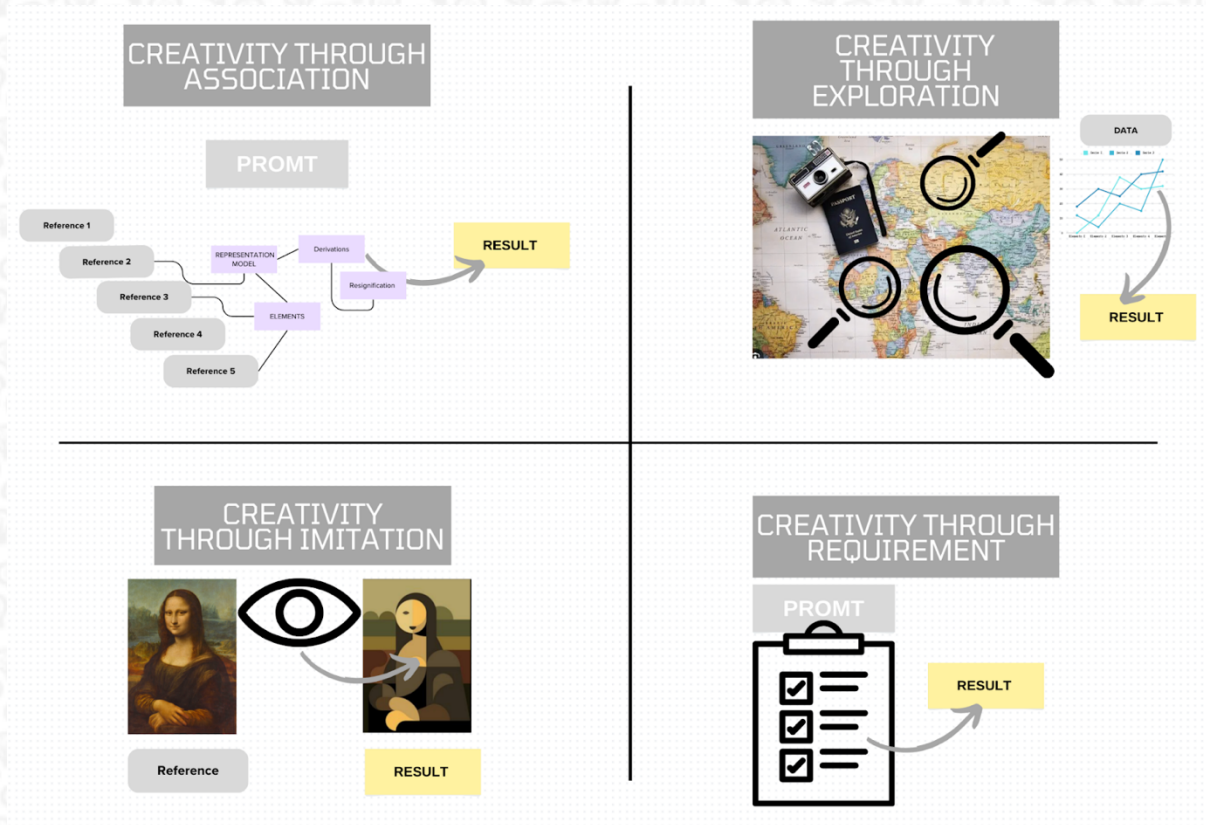 CREATIVITY THROUGH
ASSOCIATION
PROMT
Reference 1
Reference 2
Reference 3
Reference 4
Reference 5
REPRESENTATION
MODEL
ELEMENTS
Derivations
Resignification
RESULT
CREATIVITY
THROUGH
EXPLORATION
ATLANTIC
OCEAN
PASSPORT
DATA
RESULT
CREATIVITY
THROUGH IMITATION
Reference
RESULT
CREATIVITY THROUGH
REQUIREMENT
PROMT
RESULT